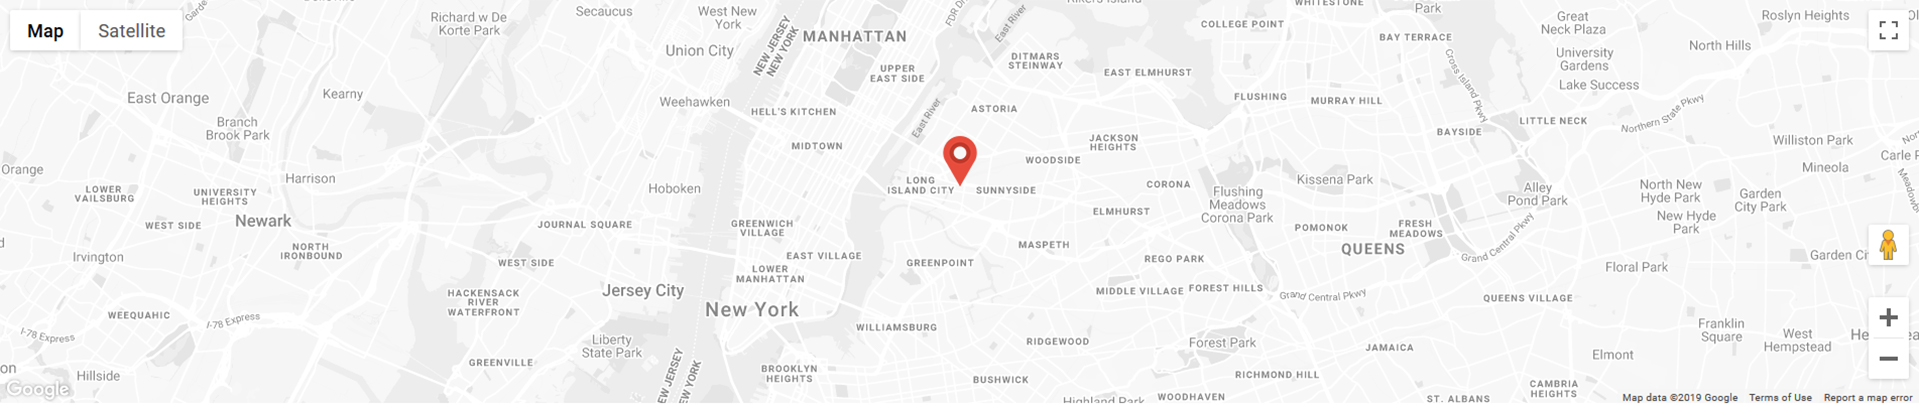 Map
Satellite
Richard w De
Korte Park
Secaucus
West New
York
Union City
NEW JERSEY
NEW YORK
MANHATTAN
UPPER
EAST SIDE
FDR Dr
East River
DITMARS
STEINWAY
COLLEGE POINT
WHITESTONE
Park
BAY TERRACE
Great
Neck Plaza
University
Gardens
Lake Success
North Hills
Roslyn Heights
East Orange
Kearny
Weehawken
HELL'S KITCHEN
East River
ASTORIA
EAST ELMHURST
FLUSHING
MURRAY HILL
Cross Island Pkwy
Northern State Pkwy
Branch
Brook Park
MIDTOWN
JACKSON
HEIGHTS
WOODSIDE
BAYSIDE
LITTLE NECK
Williston Park
Mineola
Carle P
Orange
LOWER
VAILSBURG
UNIVERSITY
HEIGHTS
Harrison
Hoboken
LONG
ISLAND CITY
SUNNYSIDE
CORONA
Flushing
Meadows
Corona Park
Kissena Park
Alley
Pond Park
North New
Hyde Park
New Hyde
Park
Garden
City Park
WEST SIDE
Newark
JOURNAL SQUARE
GREENWICH
VILLAGE
ELMHURST
POMONOK
FRESH
MEADOWS
Grand Central Pkwy
Irvington
NORTH
IRONBOUND
WEST SIDE
EAST VILLAGE
LOWER
MANHATTAN
GREENPOINT
MASPETH
REGO PARK
QUEENS
Floral Park
Garden Ci
HACKENSACK
RIVER
WATERFRONT
Jersey City
New York
MIDDLE VILLAGE
FOREST HILLS
Grand Central Pkwy
QUEENS VILLAGE
WEEQUAHIC
I-78 Express
I-78 Express
WILLIAMSBURG
Liberty
State Park
RIDGEWOOD
Forest Park
JAMAICA
Franklin
Square
West
Hempstead
Elmont
GREENVILLE
NEW JERSEY
NEW YORK
BROOKLYN
HEIGHTS
BUSHWICK
RICHMOND HILL
Hillside
Google
Highland Park
WOODHAVEN
ST. ALBANS
CAMBRIA
HEIGHTS
Map data ©2019 Google
Terms of Use
Report a map error